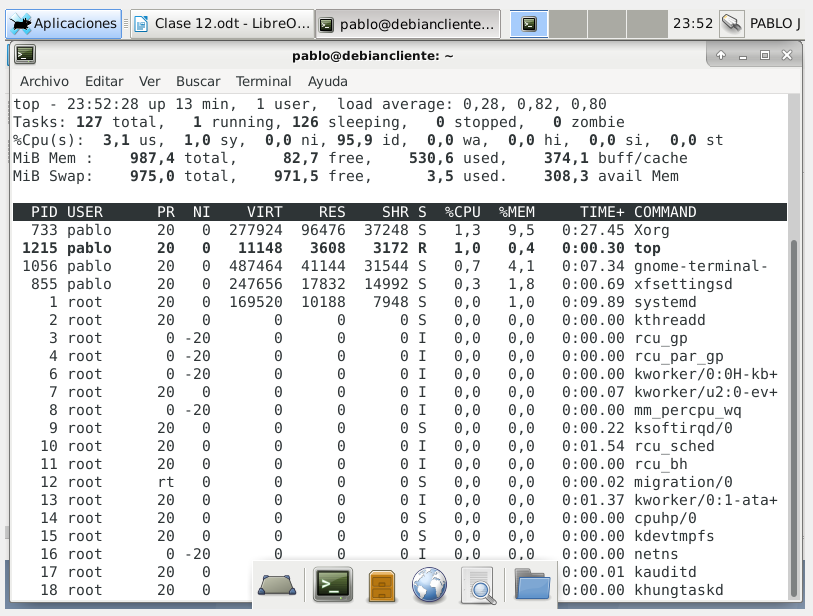 Aplicaciones Clase 12.odt - LibreO... pablo@debiancliente... 23:52 PABLO J
pablo@debiancliente: ~
Archivo Editar Ver Buscar Terminal Ayuda
top - 23:52:28 up 13 min,  1 user,  load average: 0,28, 0,82, 0,80
Tasks: 127 total,   1 running, 126 sleeping,   0 stopped,   0 zombie
%Cpu(s):  3,1 us,  1,0 sy,  0,0 ni, 95,9 id,  0,0 wa,  0,0 hi,  0,0 si,  0,0 st
MiB Mem :    987,4 total,     82,7 free,    530,6 used,    374,1 buff/cache
MiB Swap:    975,0 total,    971,5 free,      3,5 used.    308,3 avail Mem
PID USER PR NI VIRT RES SHR S %CPU %MEM TIME+ COMMAND
733 pablo 20 0 277924 96476 37248 S 1,3 9,5 0:27.45 Xorg
1215 pablo 20 0 11148 3608 3172 R 1,0 0,4 0:00.30 top
1056 pablo 20 0 487464 41144 31544 S 0,7 4,1 0:07.34 gnome-terminal-
855 pablo 20 0 247656 17832 14992 S 0,3 1,8 0:00.69 xfsettingsd
1 root 20 0 169520 10188 7948 S 0,0 1,0 0:09.89 systemd
2 root 20 0 0 0 0 S 0,0 0,0 0:00.00 kthreadd
3 root 0 -20 0 0 0 I 0,0 0,0 0:00.00 rcu_gp
4 root 0 -20 0 0 0 I 0,0 0,0 0:00.00 rcu_par_gp
6 root 0 -20 0 0 0 I 0,0 0,0 0:00.00 kworker/0:0H-kb+
7 root 20 0 0 0 0 I 0,0 0,0 0:00.07 kworker/u2:0-ev+
8 root 0 -20 0 0 0 I 0,0 0,0 0:00.00 mm_percpu_wq
9 root 20 0 0 0 0 S 0,0 0,0 0:00.22 ksoftirqd/0
10 root 20 0 0 0 0 I 0,0 0,0 0:01.54 rcu_sched
11 root 20 0 0 0 0 I 0,0 0,0 0:00.00 rcu_bh
12 root rt 0 0 0 0 S 0,0 0,0 0:00.02 migration/0
13 root 20 0 0 0 0 I 0,0 0,0 0:01.37 kworker/0:1-ata+
14 root 20 0 0 0 0 S 0,0 0,0 0:00.00 cpuhp/0
15 root 20 0 0 0 0 S 0,0 0,0 0:00.00 kdevtmpfs
16 root 0 -20 0 0 0 I 0,0 0,0 0:00.00 netns
17 root 20 0 0:00.01 kauditd
18 root 20 0 0:00.00 khungtaskd